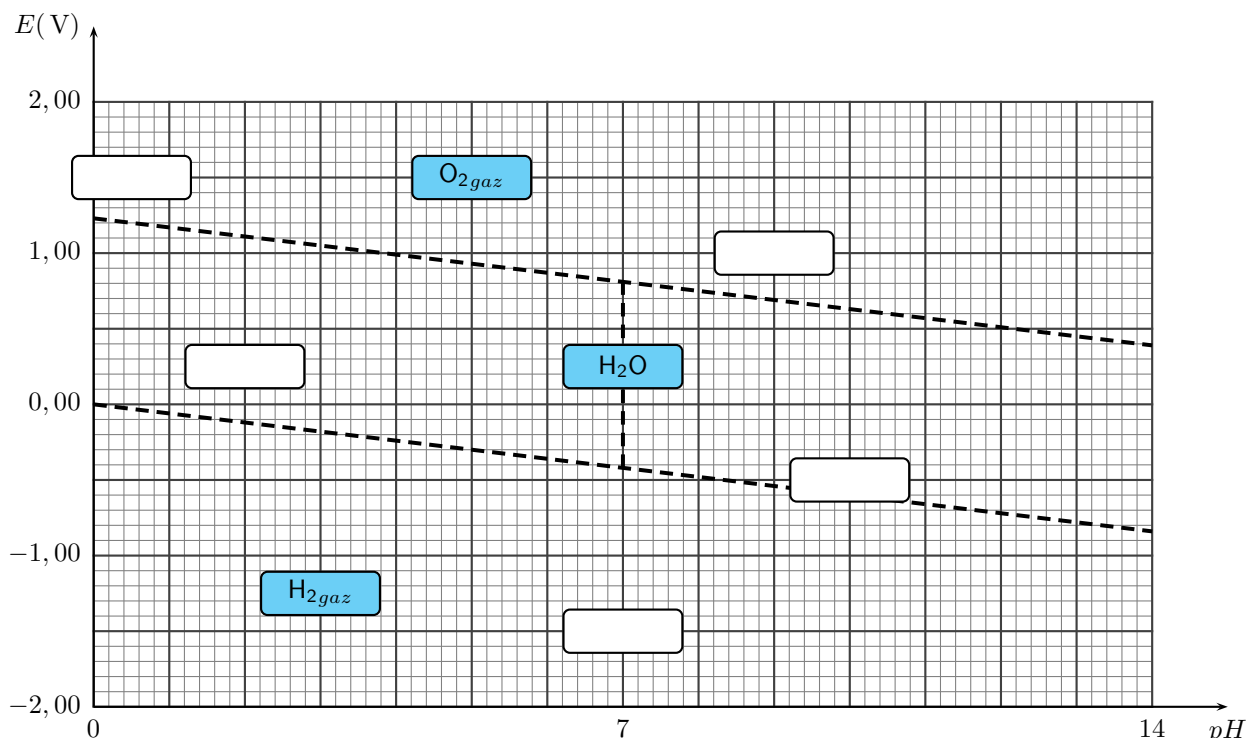 E( V)
2, 00
O₂gaz
1, 00
H₂O
0, 00
−1, 00
H₂gaz
−2, 00
0 7 14 pH